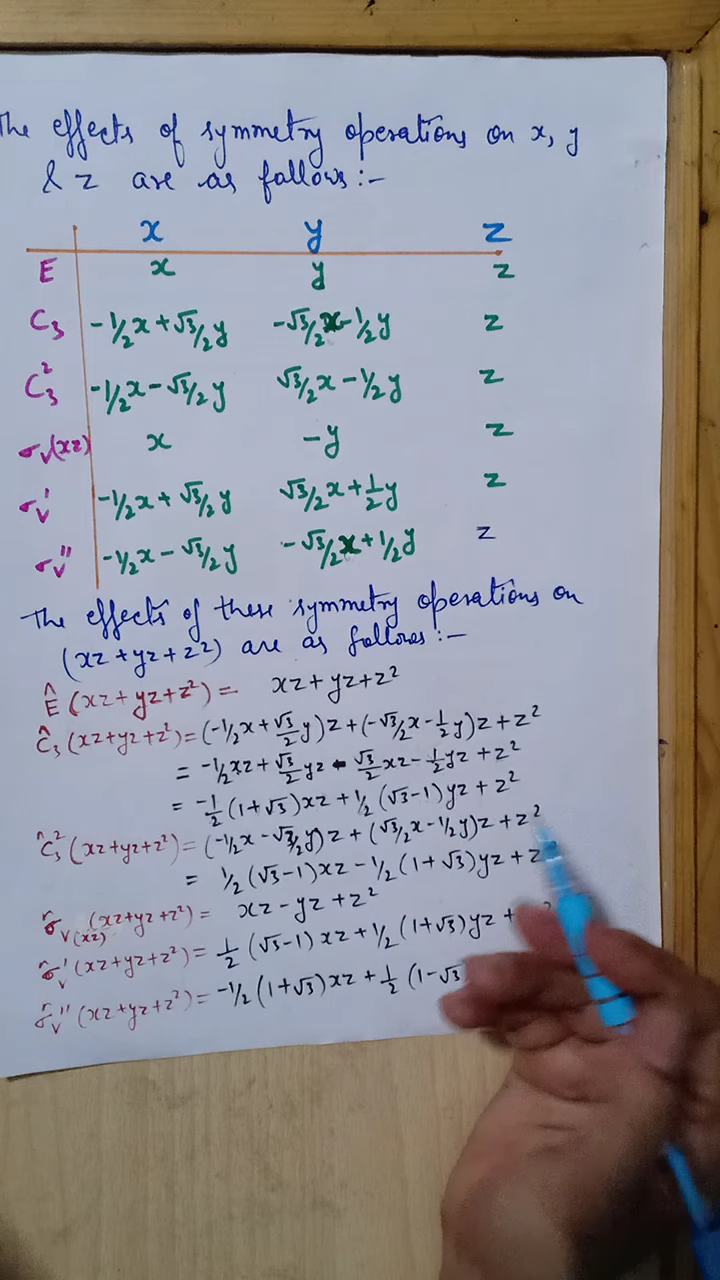 The effects of symmetry operations on x, y
& z are as follows:-
x y z
E x y z
C₃ -1/2x+√3/2y -√3/2x-1/2y z
C₃² -1/2x-√3/2y √3/2x-1/2y z
σv(xz) x -y z
σv' -1/2x+√3/2y √3/2x+1/2y z
σv'' -1/2x-√3/2y -√3/2x+1/2y z
The effects of these symmetry operations on
(xz+yz+z²) are as follows:-
Ê(xz+yz+z²)= xz+yz+z²
Ĉ₃(xz+yz+z²)=(-1/2x+√3/2y)z+(-√3/2x-1/2y)z+z²
= -1/2xz+√3/2yz-√3/2xz-1/2yz+z²
= -1/2(1+√3)xz+1/2(√3-1)yz+z²
Ĉ₃²(xz+yz+z²)=(-1/2x-√3/2y)z+(√3/2x-1/2y)z+z²
= 1/2(√3-1)xz-1/2(1+√3)yz+z
σ̂v(xz)(xz+yz+z²)= xz-yz+z²
σ̂v'(xz+yz+z²)=1/2(√3-1)xz+1/2(1+√3)yz+
σ̂v''(xz+yz+z²)=-1/2(1+√3)xz+1/2(1-√3